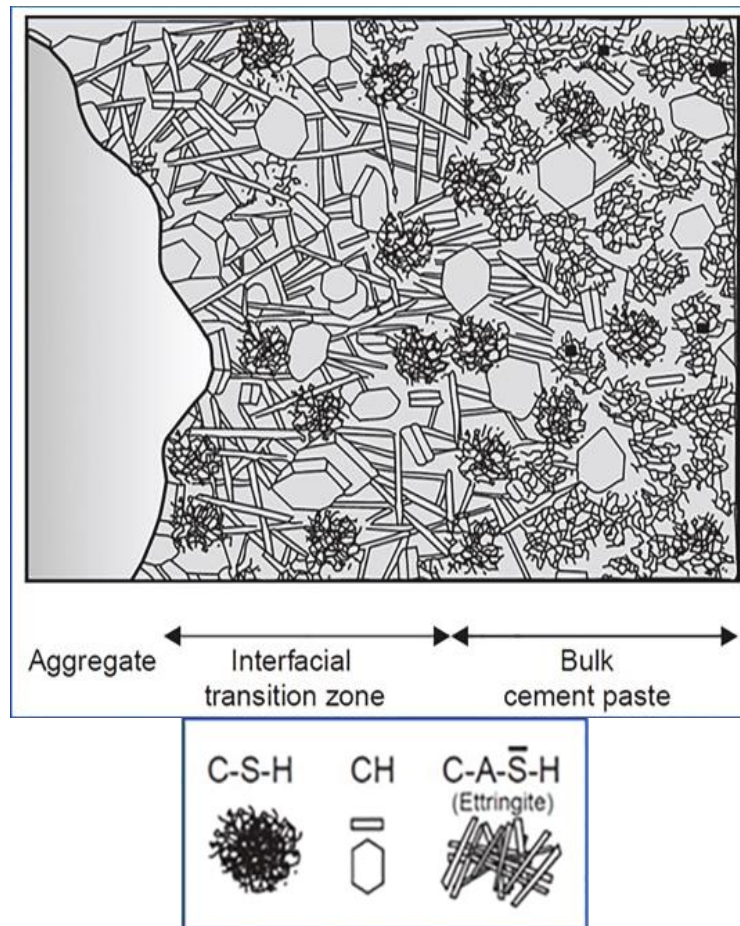 Aggregate Interfacial Bulk
transition zone cement paste
C-S-H CH C-A-S̅-H
(Ettringite)